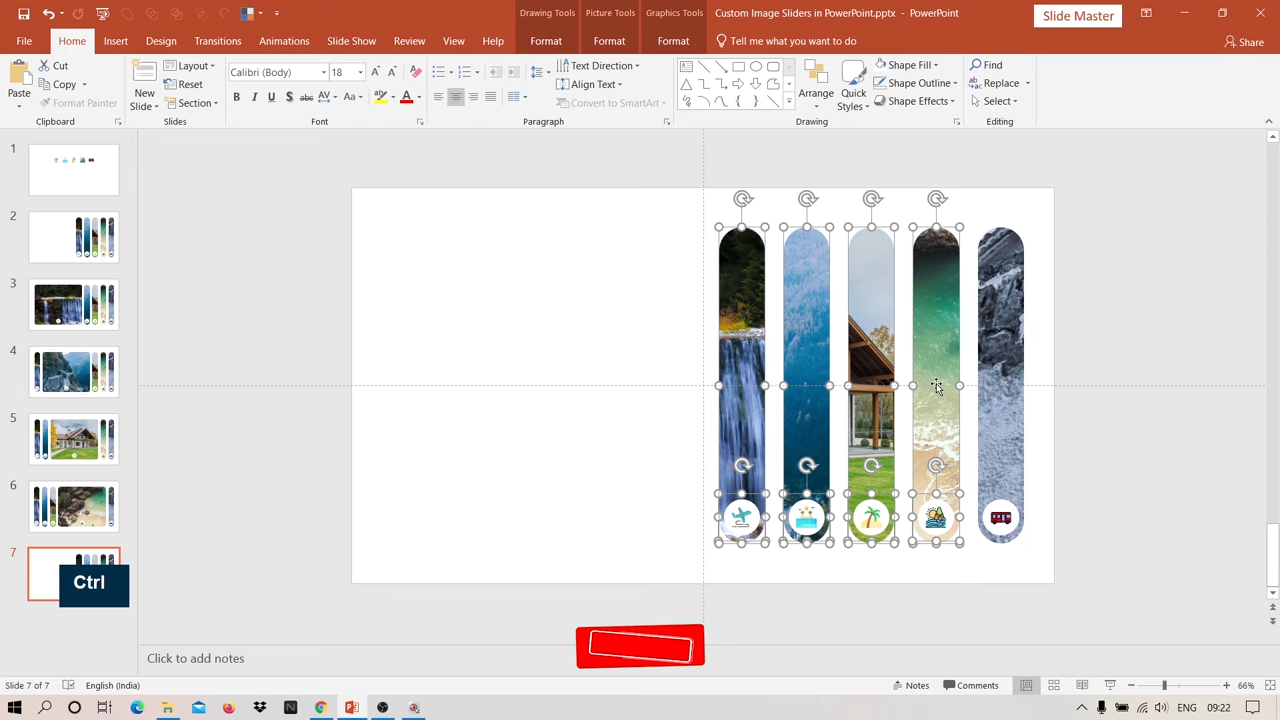 Drawing Tools Picture Tools Graphics Tools Custom Image Sliders in PowerPoint.pptx - PowerPoint Slide Master
File Home Insert Design Transitions Animations Slide Show Review View Help Format Format Format Tell me what you want to do Share
Paste Cut Copy Format Painter
Clipboard
New Slide Layout Reset Section
Slides
Calibri (Body) 18
B I U S abc AV Aa A
Font
Text Direction Align Text Convert to SmartArt
Paragraph
Arrange Quick Styles Shape Fill Shape Outline Shape Effects
Drawing
Find Replace Select
Editing
1
2
3
4
5
6
7
Ctrl
Click to add notes
Slide 7 of 7 English (India) Notes Comments 66%
ENG 09:22